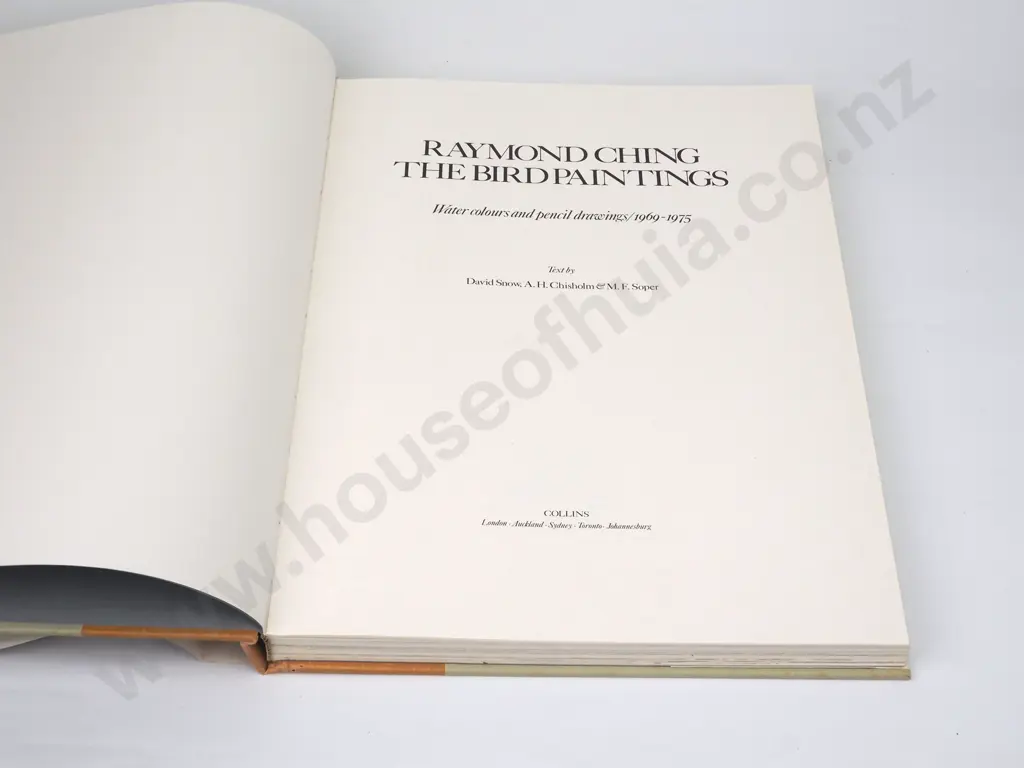 RAYMOND CHING
THE BIRD PAINTINGS
Water colours and pencil drawings/1969-1975
Text by
David Snow, A. H. Chisholm & M. F. Soper
COLLINS
London · Auckland · Sydney · Toronto · Johannesburg
www.houseofhuia.co.nz